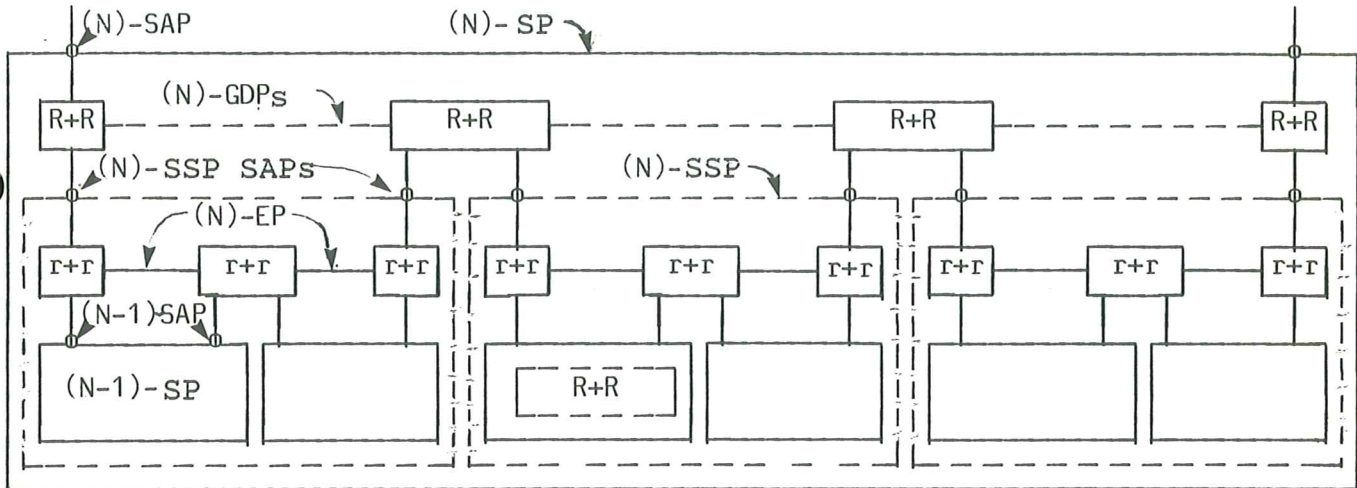 (N)-SAP (N)-SP
(N)-GDPs
R+R R+R R+R R+R
(N)-SSP SAPs (N)-SSP
(N)-EP
r+r r+r r+r r+r r+r r+r r+r r+r r+r
(N-1)-SAP
(N-1)-SP R+R